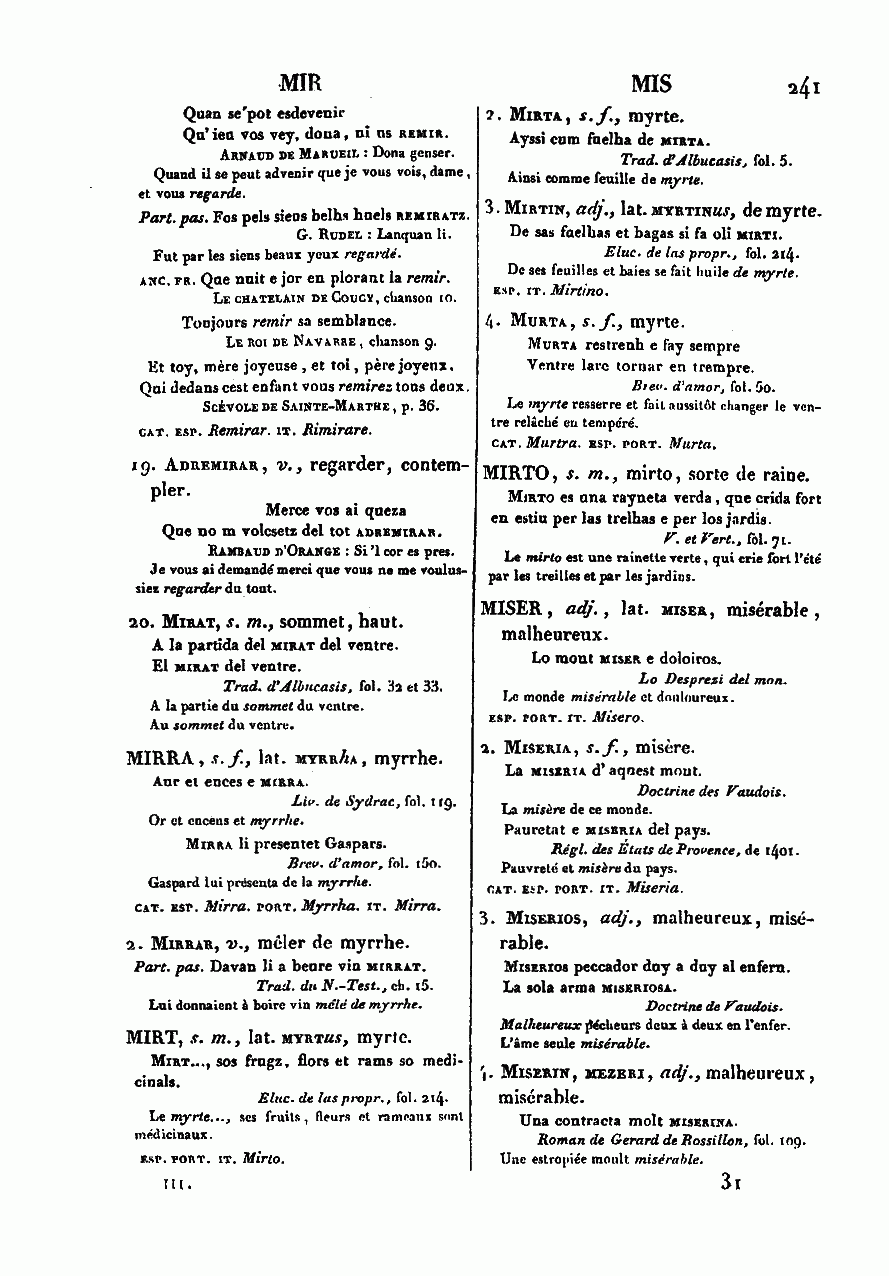 MIR
MIS
241
Quan se'pot esdevenir
Qu'ieu vos vey, dona, ni us REMIR.
ARNAUD DE MARUEIL : Dona genser.
Quand il se peut advenir que je vous vois, dame,
et vous regarde.
Part. pas. Fos pels sieus belhs huels REMIRATZ.
G. RUDEL : Lanquan li.
Fut par les siens beaux yeux regardé.
ANC. FR. Que nuit e jor en plorant la remir.
LE CHATELAIN DE COUCY, chanson 10.
Toujours remir sa semblance.
LE ROI DE NAVARRE, chanson 9.
Et toy, mère joyeuse, et toi, père joyeux,
Qui dedans cest enfant vous remirez tous deux.
SCÉVOLE DE SAINTE-MARTHE, p. 36.
CAT. ESP. Remirar. IT. Rimirare.
19. ADREMIRAR, v., regarder, contem-
pler.
Merce vos ai queza
Que no m volcsetz del tot ADREMIRAR.
RAMBAUD D'ORANGE : Si 'l cor es pres.
Je vous ai demandé merci que vous ne me voulus-
siez regarder du tout.
20. MIRAT, s. m., sommet, haut.
A la partida del MIRAT del ventre.
El MIRAT del ventre.
Trad. d'Albucasis, fol. 32 et 33.
A la partie du sommet du ventre.
Au sommet du ventre.
MIRRA, s. f., lat. MYRRhA, myrrhe.
Aur et ences e MIRRA.
Liv. de Sydrac, fol. 119.
Or et encens et myrrhe.
MIRRA li presentet Gaspars.
Brev. d'amor, fol. 150.
Gaspard lui présenta de la myrrhe.
CAT. ESP. Mirra. PORT. Myrrha. IT. Mirra.
2. MIRRAR, v., mêler de myrrhe.
Part. pas. Davan li a beure vin MIRRAT.
Trad. du N.-Test., ch. 15.
Lui donnaient à boire vin mêlé de myrrhe.
MIRT, s. m., lat. MYRTus, myrte.
MIRT..., sos frugz, flors et rams so medi-
cinals.
Eluc. de las propr., fol. 214.
Le myrte..., ses fruits, fleurs et rameaux sont
médicinaux.
ESP. PORT. IT. Mirto.
III.
2. MIRTA, s. f., myrte.
Ayssi cum fuelha de MIRTA.
Trad. d'Albucasis, fol. 5.
Ainsi comme feuille de myrte.
3. MIRTIN, adj., lat. MYRTINus, de myrte.
De sas fuelhas et bagas si fa oli MIRTI.
Eluc. de las propr., fol. 214.
De ses feuilles et baies se fait huile de myrte.
ESP. IT. Mirtino.
4. MURTA, s. f., myrte.
MURTA restrenh e fay sempre
Ventre larc tornar en trempre.
Brev. d'amor, fol. 50.
Le myrte resserre et fait aussitôt changer le ven-
tre relâché en tempéré.
CAT. Murtra. ESP. PORT. Murta.
MIRTO, s. m., mirto, sorte de raine.
MIRTO es una rayneta verda, que crida fort
en estiu per las trelhas e per los jardis.
V. et Vert., fol. 71.
Le mirto est une rainette verte, qui crie fort l'été
par les treilles et par les jardins.
MISER, adj., lat. MISER, misérable,
malheureux.
Lo mont MISER e doloiros.
Lo Desprezi del mon.
Le monde misérable et douloureux.
ESP. PORT. IT. Misero.
2. MISERIA, s. f., misère.
La MISERIA d'aquest mout.
Doctrine des Vaudois.
La misère de ce monde.
Pauretat e MISERIA del pays.
Régl. des États de Provence, de 1401.
Pauvreté et misère du pays.
CAT. ESP. PORT. IT. Miseria.
3. MISERIOS, adj., malheureux, misé-
rable.
MISERIOS peccador duy a duy al enfern.
La sola arma MISERIOSA.
Doctrine de Vaudois.
Malheureux pécheurs deux à deux en l'enfer.
L'âme seule misérable.
4. MISERIN, MEZERI, adj., malheureux,
misérable.
Una contracta molt MISERINA.
Roman de Gerard de Rossillon, fol. 109.
Une estropiée moult misérable.
31